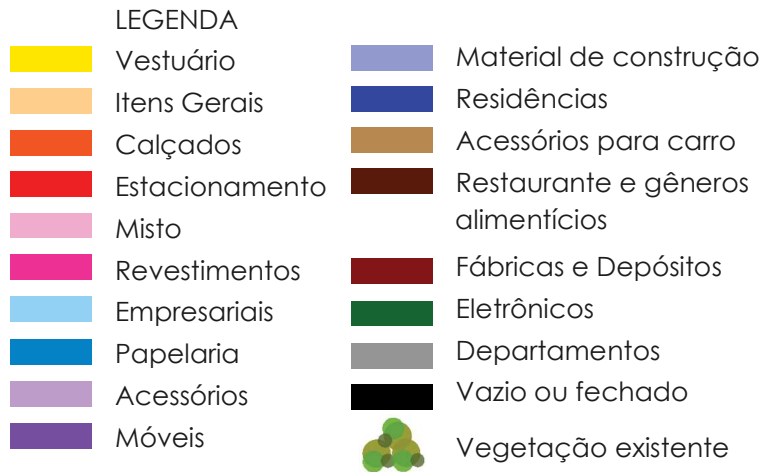 LEGENDA
Vestuário
Itens Gerais
Calçados
Estacionamento
Misto
Revestimentos
Empresariais
Papelaria
Acessórios
Móveis
Material de construção
Residências
Acessórios para carro
Restaurante e gêneros
alimentícios
Fábricas e Depósitos
Eletrônicos
Departamentos
Vazio ou fechado
Vegetação existente